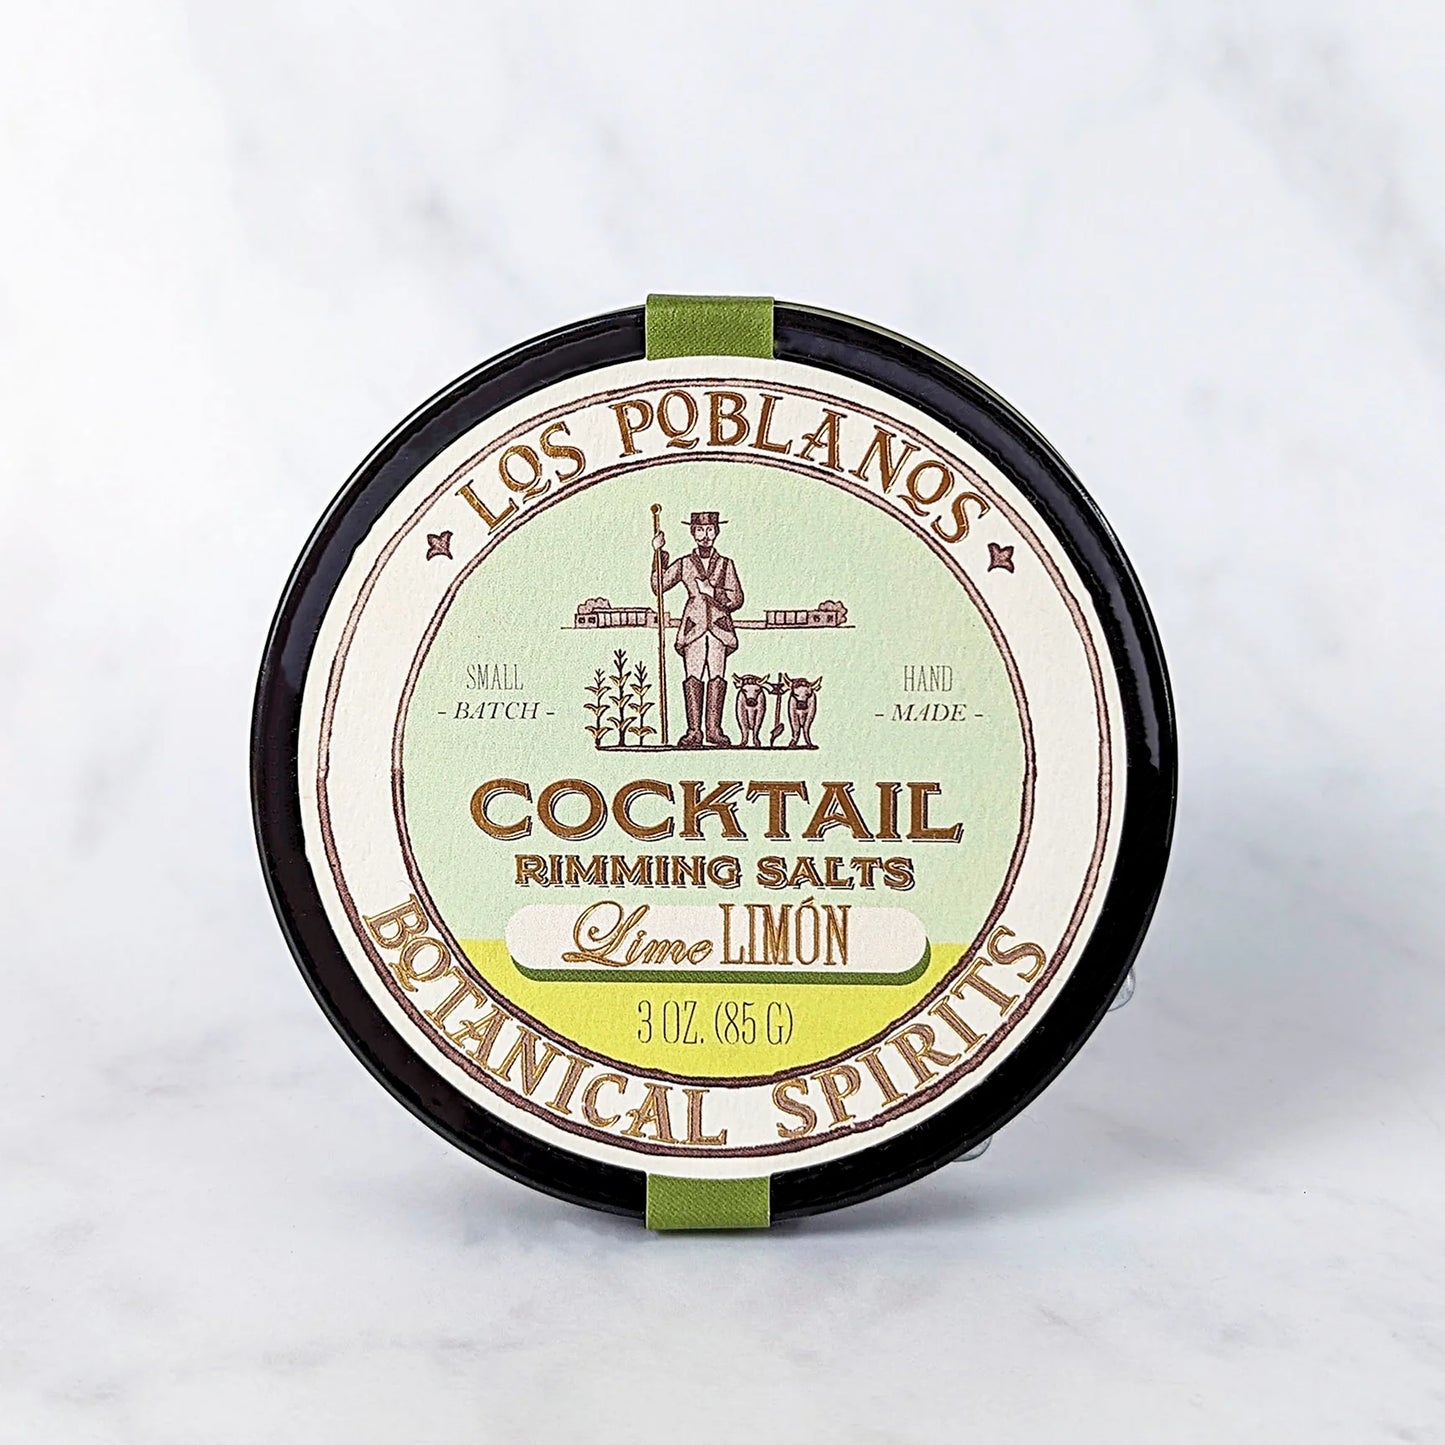 LOS POBLANOS
SMALL
- BATCH -
HAND
- MADE -
COCKTAIL
RIMMING SALTS
Lime LIMÓN
3 OZ. (85 G)
BOTANICAL SPIRITS